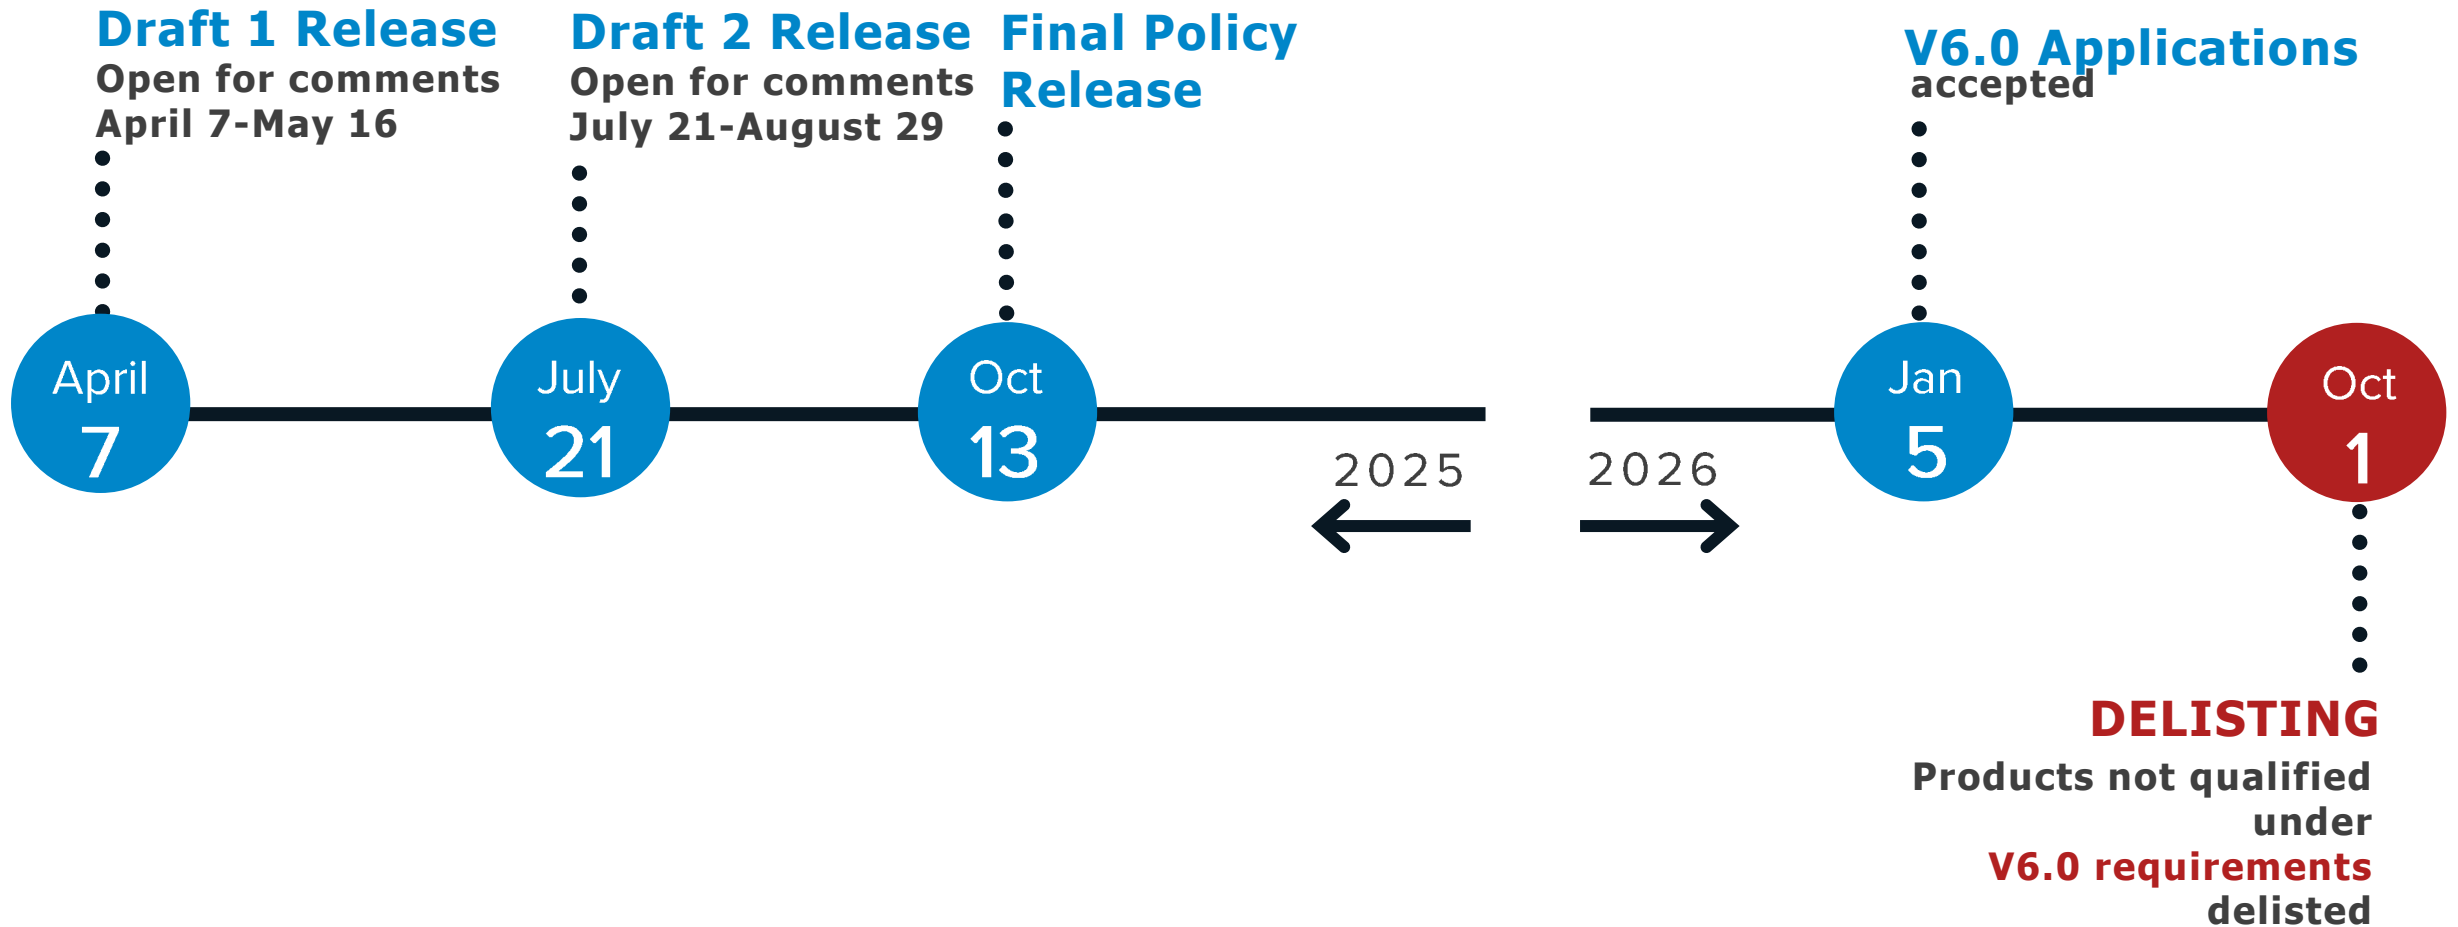 Draft 1 Release
Open for comments
April 7-May 16
Draft 2 Release
Open for comments
July 21-August 29
Final Policy
Release
V6.0 Applications
accepted
April
7
July
21
Oct
13
2025
2026
Jan
5
Oct
1
DELISTING
Products not qualified
under
V6.0 requirements
delisted